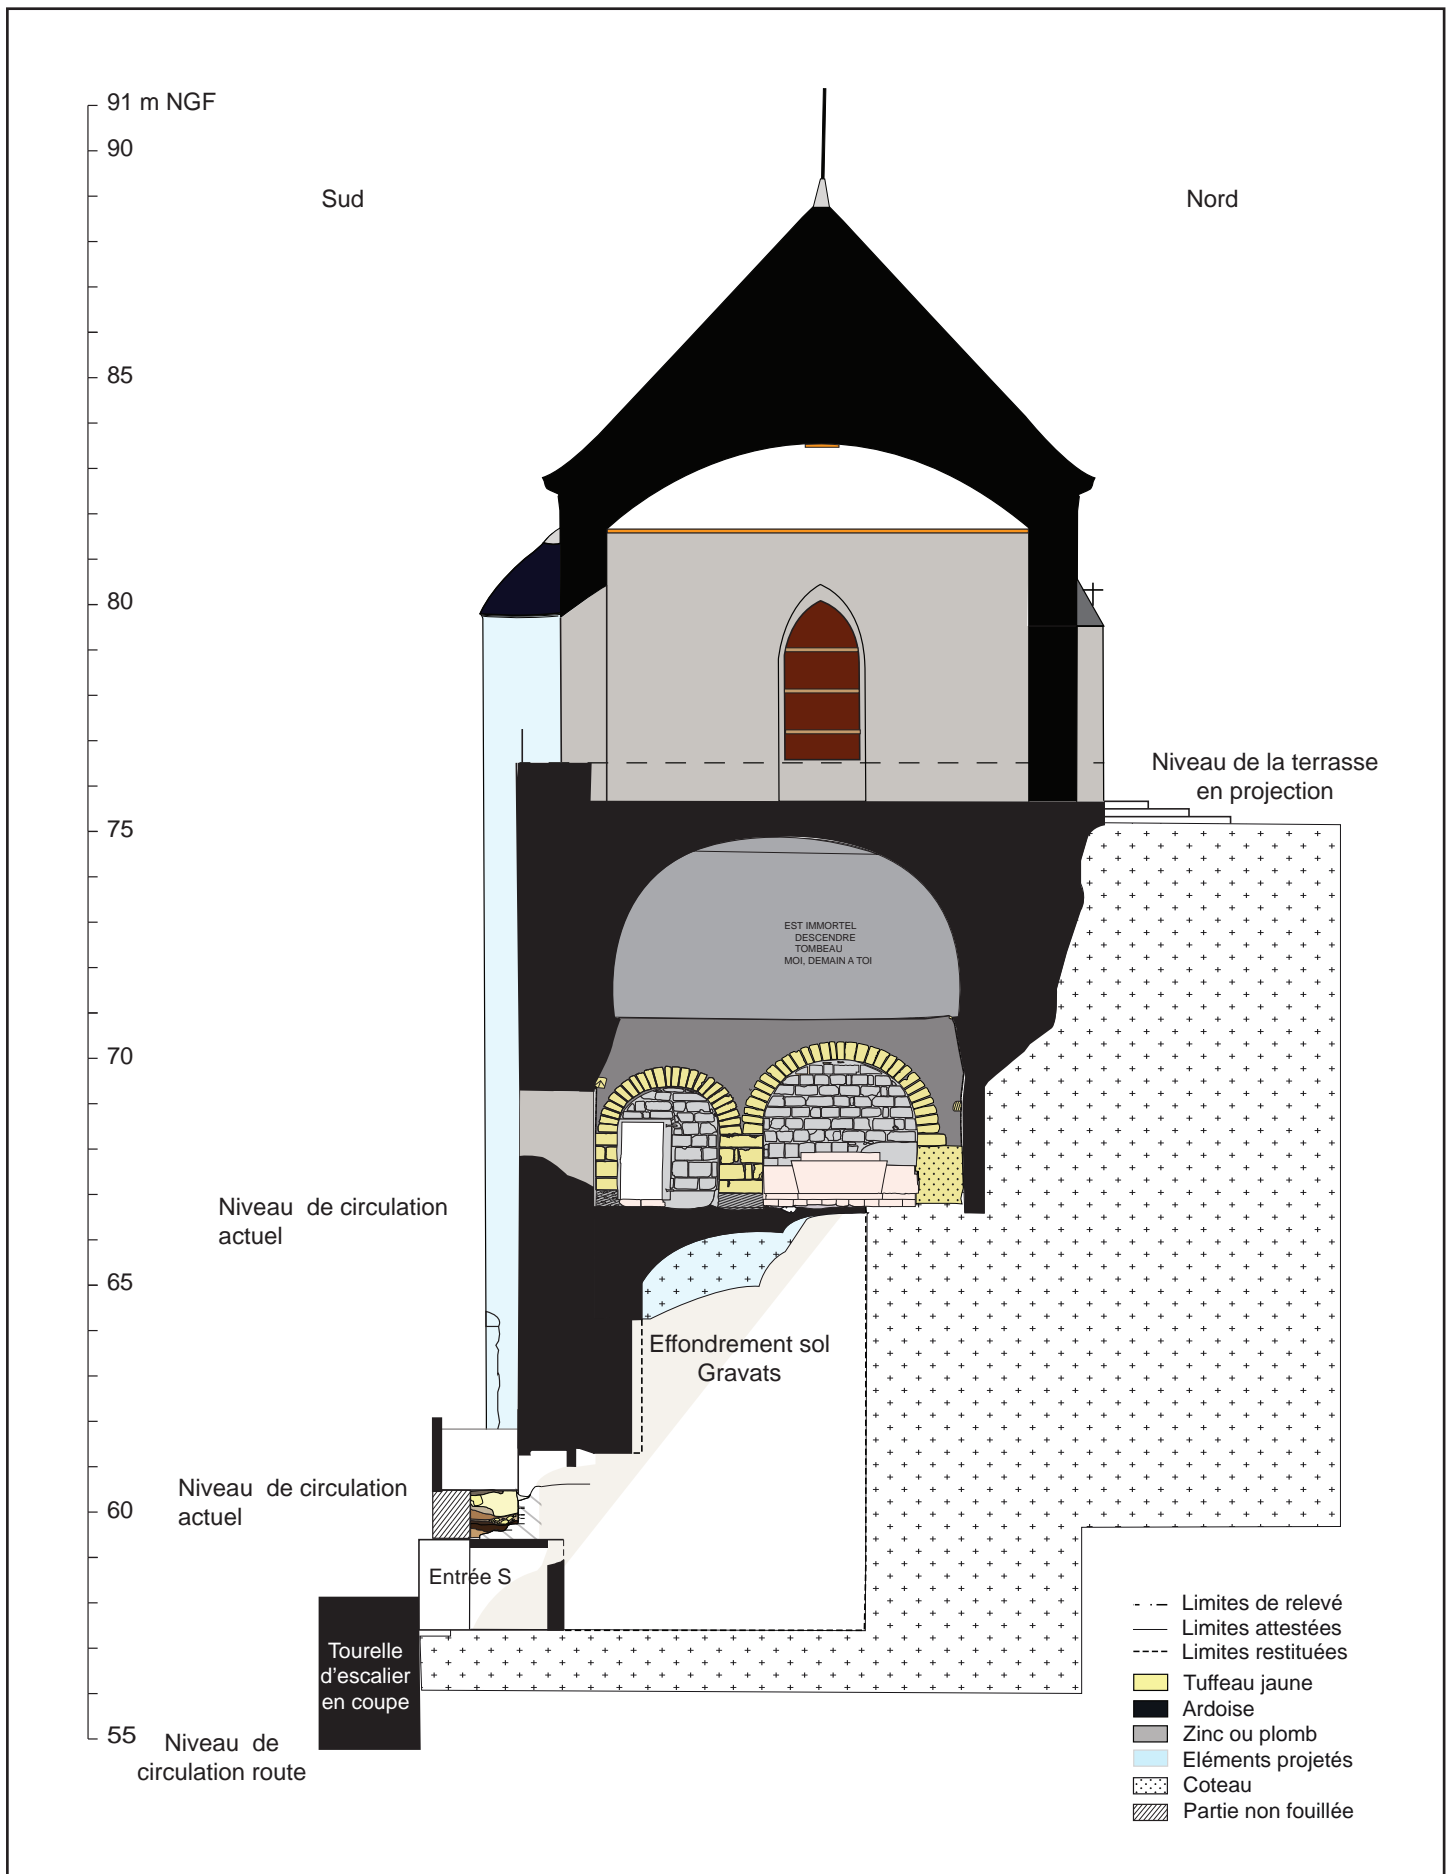 91 m NGF
90
Sud
Nord
85
80
Niveau de la terrasse
en projection
75
EST IMMORTEL
DESCENDRE
TOMBEAU
MOI, DEMAIN A TOI
70
Niveau de circulation
actuel
65
Effondrement sol
Gravats
Niveau de circulation
actuel
60
Entrée S
Tourelle
d'escalier
en coupe
55
Niveau de
circulation route
Limites de relevé
Limites attestées
Limites restituées
Tuffeau jaune
Ardoise
Zinc ou plomb
Eléments projetés
Coteau
Partie non fouillée